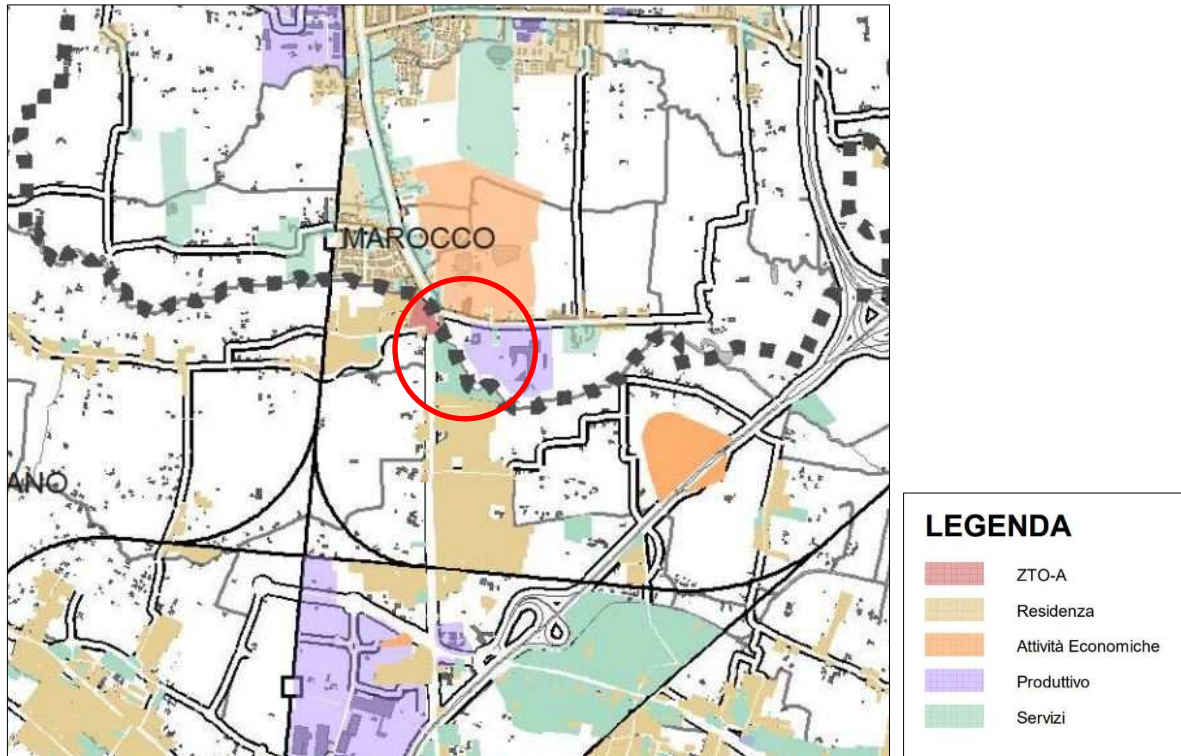 MAROCCO
ANO
LEGENDA
ZTO-A
Residenza
Attività Economiche
Produttivo
Servizi